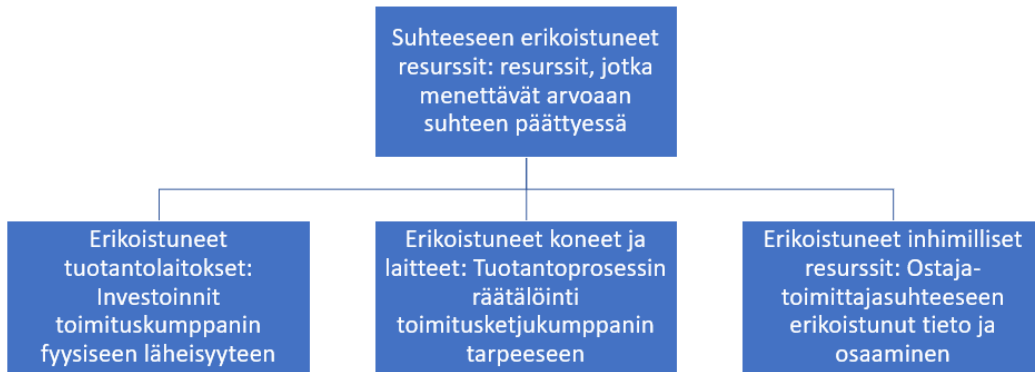 Suhteeseen erikoistuneet
resurssit: resurssit, jotka
menettävät arvoaan
suhteen päättyessä
Erikoistuneet
tuotantolaitokset:
Investoinnit
toimituskumppanin
fyysiseen läheisyyteen
Erikoistuneet koneet ja
laitteet: Tuotantoprosessin
räätälöinti
toimitusketjukumppanin
tarpeeseen
Erikoistuneet inhimilliset
resurssit: Ostaja-
toimittajasuhteeseen
erikoistunut tieto ja
osaaminen